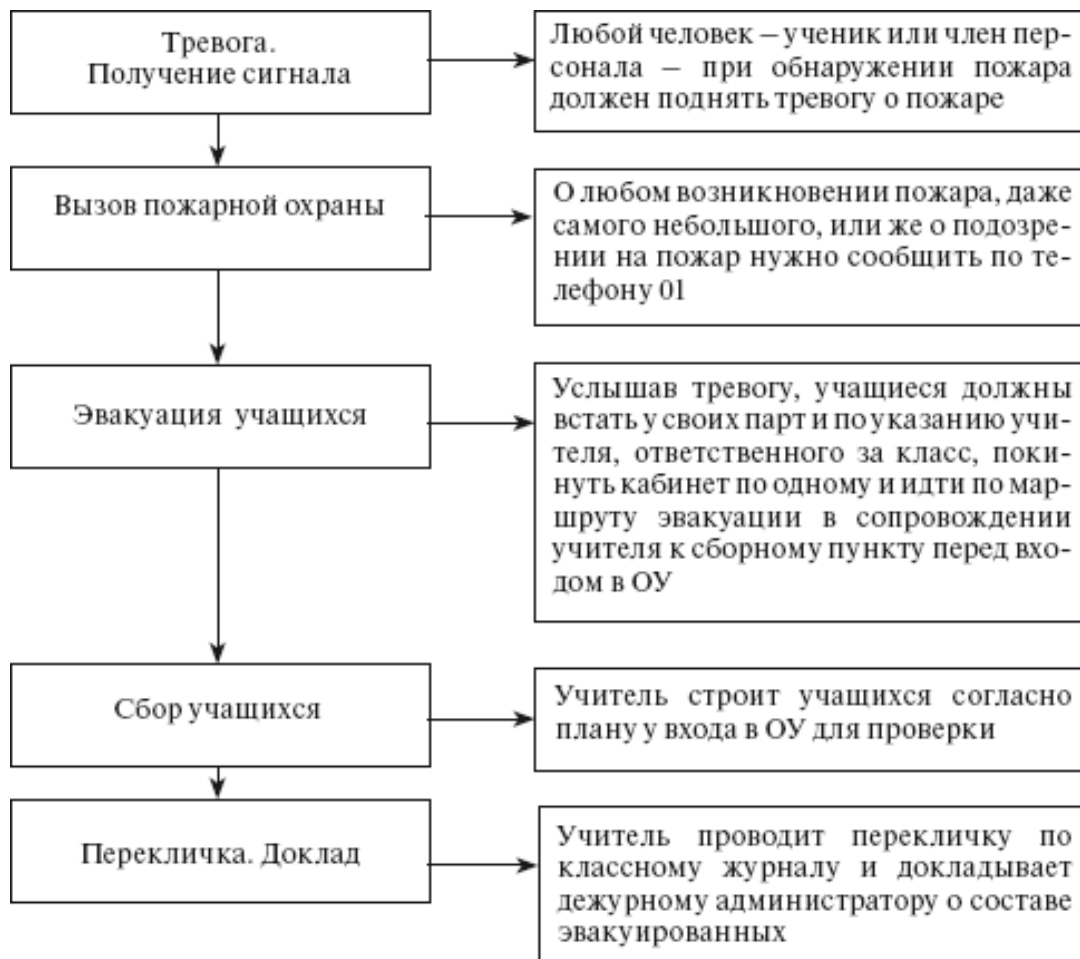 Тревога.
Получение сигнала
Любой человек – ученик или член пер-
сонала – при обнаружении пожара
должен поднять тревогу о пожаре
Вызов пожарной охраны
О любом возникновении пожара, даже
самого небольшого, или же о подозре-
нии на пожар нужно сообщить по те-
лефону 01
Эвакуация учащихся
Услышав тревогу, учащиеся должны
встать у своих парт и по указанию учи-
теля, ответственного за класс, поки-
нуть кабинет по одному и идти по мар-
шруту эвакуации в сопровождении
учителя к сборному пункту перед вхо-
дом в ОУ
Сбор учащихся
Учитель строит учащихся согласно
плану у входа в ОУ для проверки
Перекличка. Доклад
Учитель проводит перекличку по
классному журналу и докладывает
дежурному администратору о составе
эвакуированных